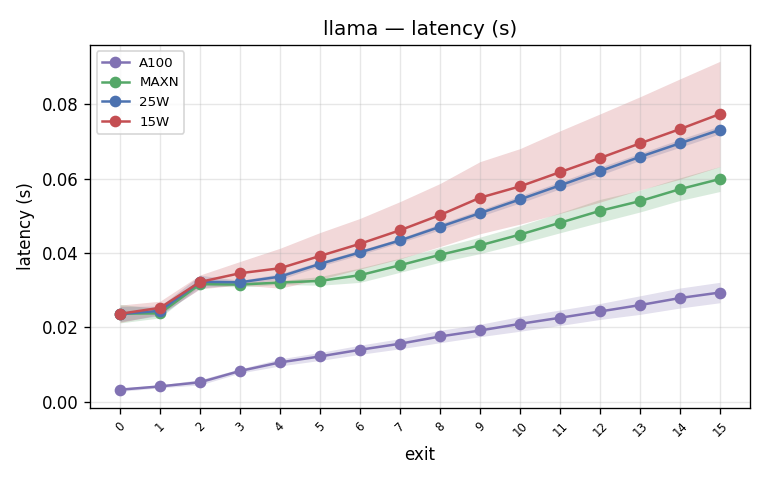 llama — latency (s)
A100
MAXN
25W
15W
latency (s)
0.08
0.06
0.04
0.02
0.00
0 1 2 3 4 5 6 7 8 9 10 11 12 13 14 15
exit